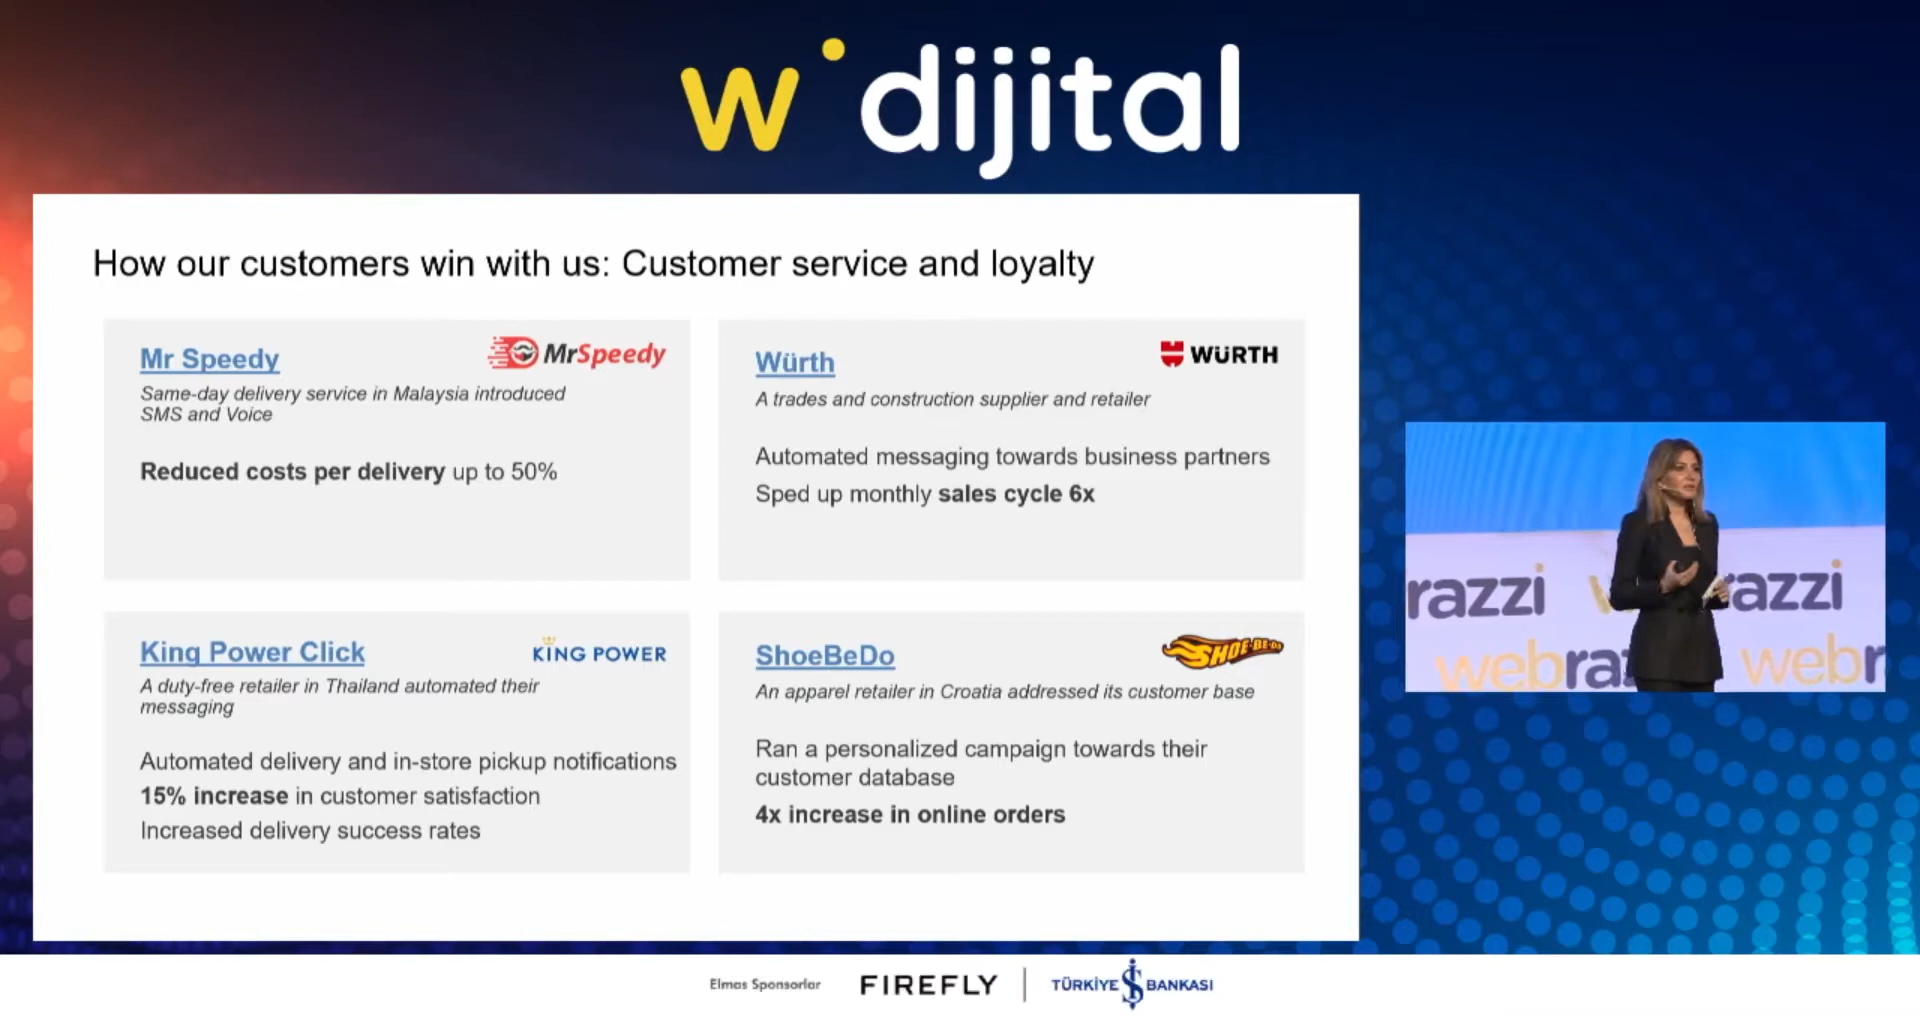 w dijital
How our customers win with us: Customer service and loyalty
Mr Speedy
MrSpeedy
Same-day delivery service in Malaysia introduced
SMS and Voice
Reduced costs per delivery up to 50%
Würth
WÜRTH
A trades and construction supplier and retailer
Automated messaging towards business partners
Sped up monthly sales cycle 6x
King Power Click
KING POWER
A duty-free retailer in Thailand automated their
messaging
Automated delivery and in-store pickup notifications
15% increase in customer satisfaction
Increased delivery success rates
ShoeBeDo
SHOE·BE·DO
An apparel retailer in Croatia addressed its customer base
Ran a personalized campaign towards their
customer database
4x increase in online orders
razzi w razzi
webraz webr
Elmas Sponsorlar
FIREFLY
TÜRKİYE İŞ BANKASI